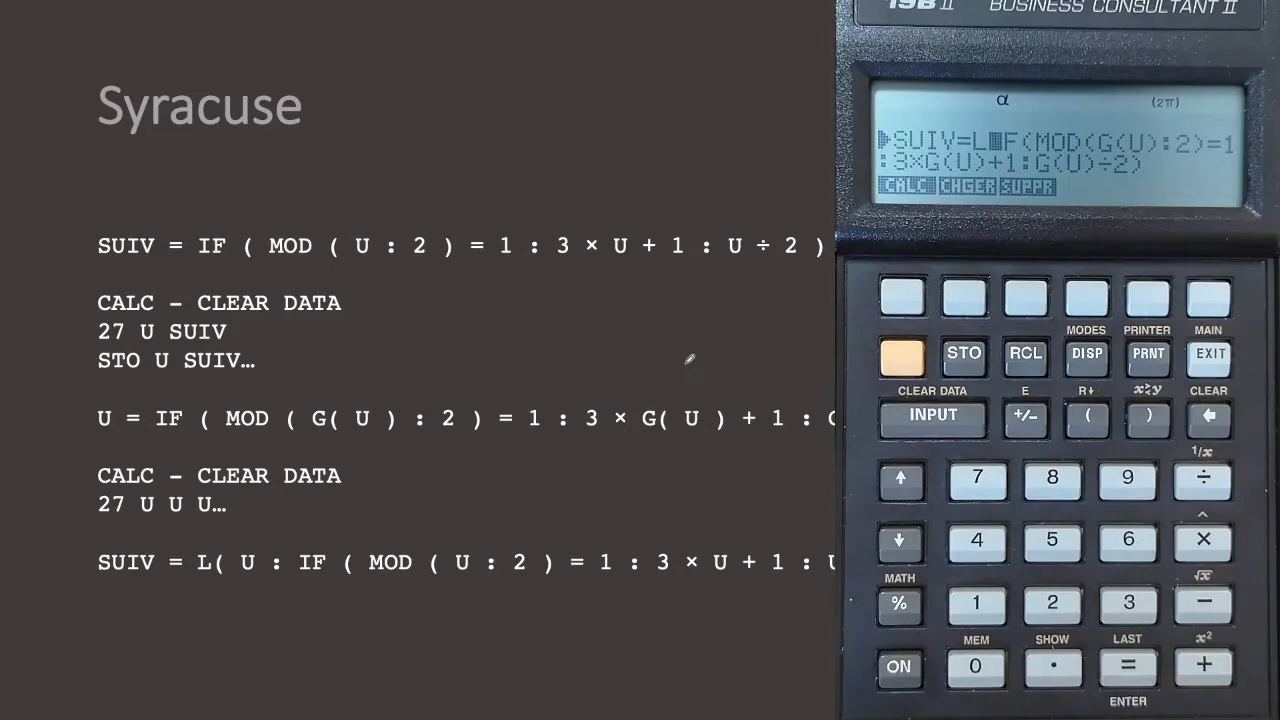 Syracuse
SUIV = IF ( MOD ( U : 2 ) = 1 : 3 × U + 1 : U ÷ 2 )
CALC – CLEAR DATA
27 U SUIV
STO U SUIV…
U = IF ( MOD ( G( U ) : 2 ) = 1 : 3 × G( U ) + 1 :
CALC – CLEAR DATA
27 U U U…
SUIV = L( U : IF ( MOD ( U : 2 ) = 1 : 3 × U + 1 : U
19B II BUSINESS CONSULTANT II
α (2π)
SUIV=L F(MOD(G(U):2)=1
:3×G(U)+1:G(U)÷2)
CALC CHGER SUPPR
MODES PRINTER MAIN
STO RCL DISP PRNT EXIT
CLEAR DATA E R↓ x≷y CLEAR
INPUT +/− ( ) ←
1/x
↑ 7 8 9 ÷
^
↓ 4 5 6 ×
MATH √x
% 1 2 3 −
MEM SHOW LAST x²
ON 0 . = +
ENTER